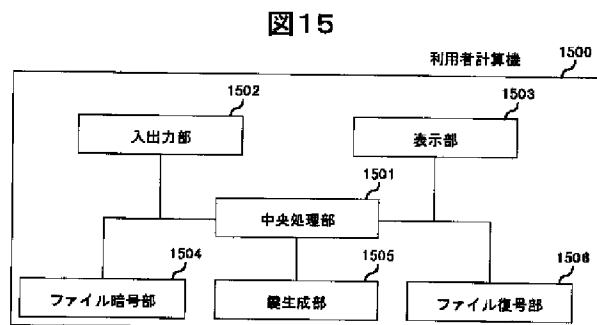 図15
利用者計算機
1500
1502
入出力部
1503
表示部
1501
中央処理部
1504
ファイル暗号部
1505
鍵生成部
1506
ファイル復号部